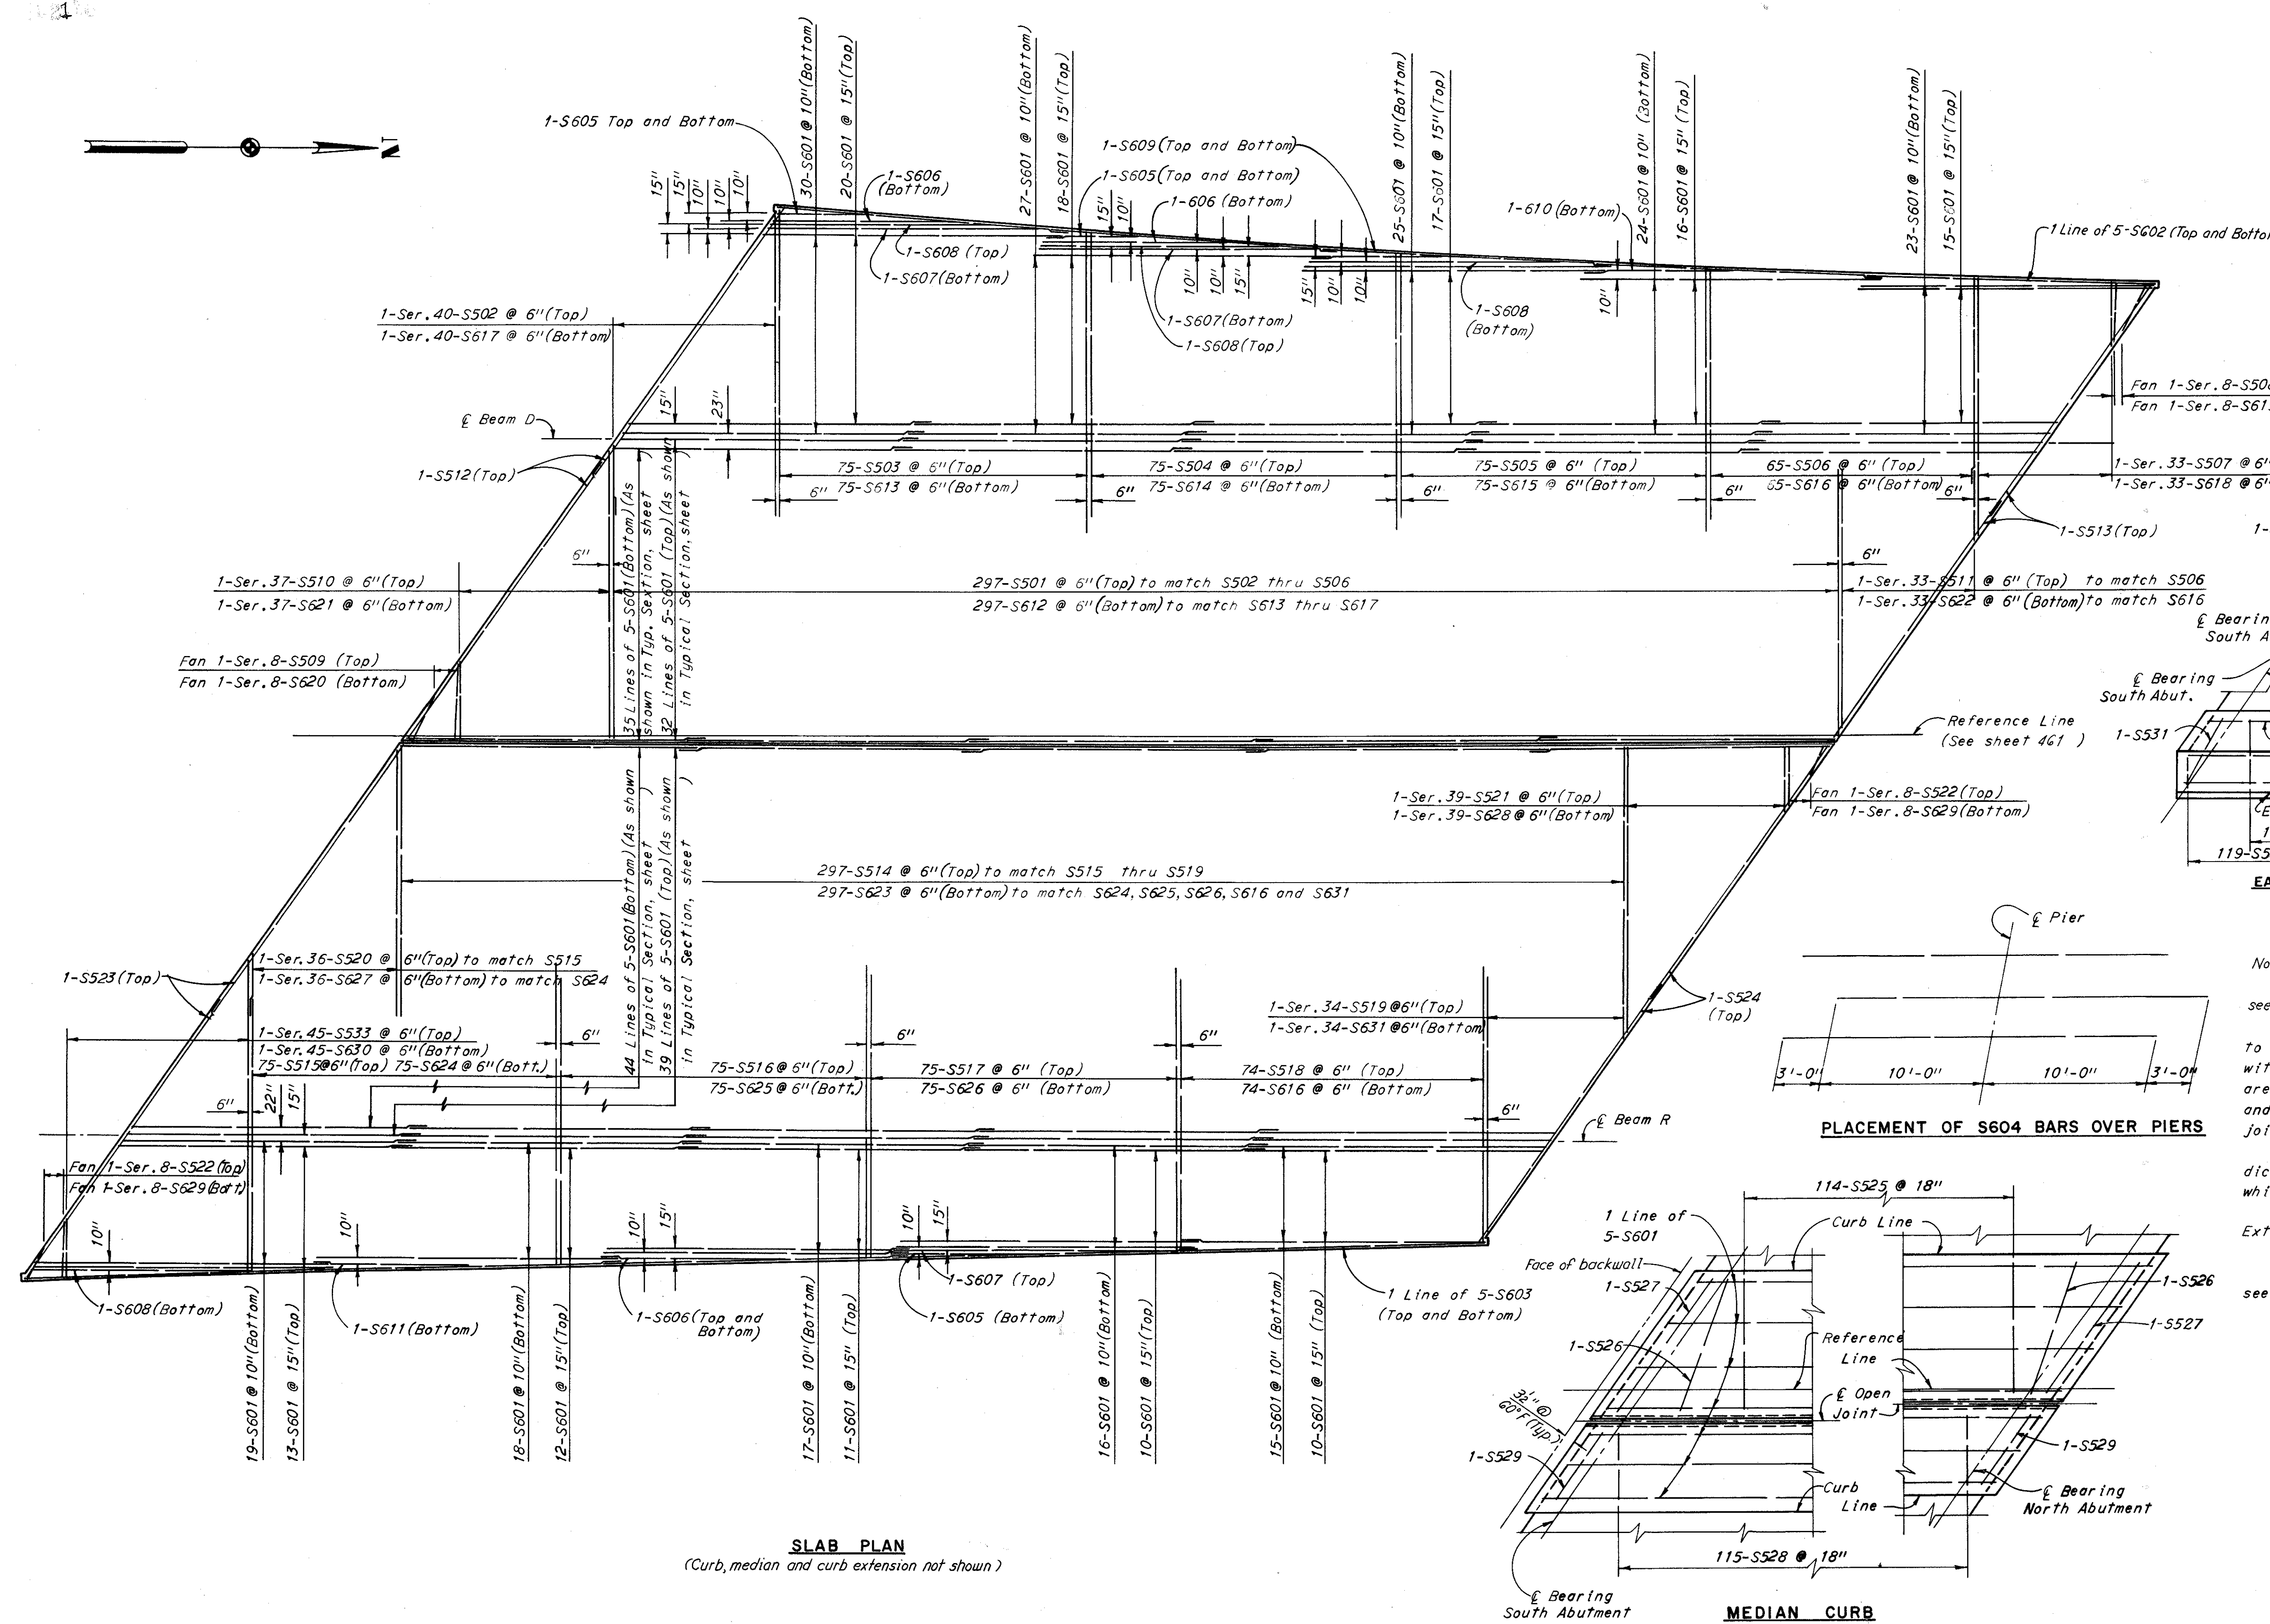 1
N
30-S601 @ 10"(Bottom)
20-S601 @ 15"(Top)
27-S601 @ 10"(Bottom)
18-S601 @ 15"(Top)
25-S601 @ 10"(Bottom)
17-S601 @ 15"(Top)
24-S601 @ 10"(Bottom)
16-S601 @ 15"(Top)
23-S601 @ 10"(Bottom)
15-S601 @ 15"(Top)
1-S605 Top and Bottom
15"
15"
10"
10"
10"
1-S606
(Bottom)
1-S608 (Top)
1-S607(Bottom)
1-S609(Top and Bottom)
1-S605(Top and Bottom)
1-606 (Bottom)
15"
10"
10"
10"
15"
1-S607(Bottom)
1-S608(Top)
15"
10"
10"
1-S608
(Bottom)
1-610(Bottom)
10"
1 Line of 5-S602 (Top and
1-Ser.40-S502 @ 6"(Top)
1-Ser.40-S617 @ 6"(Bottom)
℄ Beam D
15"
23"
1-S512(Top)
75-S503 @ 6"(Top)
75-S613 @ 6"(Bottom)
6"
75-S504 @ 6"(Top)
75-S614 @ 6"(Bottom)
6"
75-S505 @ 6" (Top)
75-S615 @ 6"(Bottom)
6"
65-S506 @ 6" (Top)
65-S616 @ 6"(Bottom)
6"
6"
Fan 1-Ser.8-
Fan 1-Ser.8-
1-Ser.33-S507 @ 6"
1-Ser.33-S618 @ 6"
1-S513(Top)
1-
6"
35 Lines of 5-S601(Bottom)(As
shown in Typ. Sextion, sheet )
32 Lines of 5-S601 (Top)(As shown
in Typical Section, sheet )
1-Ser.37-S510 @ 6"(Top)
1-Ser.37-S621 @ 6"(Bottom)
297-S501 @ 6"(Top) to match S502 thru S506
297-S612 @ 6"(Bottom) to match S613 thru S617
6"
1-Ser.33-S511 @ 6" (Top) to match S506
1-Ser.33-S622 @ 6"(Bottom) to match S616
Fan 1-Ser.8-S509 (Top)
Fan 1-Ser.8-S620 (Bottom)
Reference Line
(See sheet 461 )
1-Ser.39-S521 @ 6"(Top)
1-Ser.39-S628 @ 6"(Bottom)
Fan 1-Ser.8-S522(Top)
Fan 1-Ser.8-S629(Bottom)
297-S514 @ 6"(Top) to match S515 thru S519
297-S623 @ 6"(Bottom) to match S624, S625, S626, S616 and S631
44 Lines of 5-S601(Bottom)(As shown
in Typical Section, sheet )
39 Lines of 5-S601 (Top)(As shown
in Typical Section, sheet )
1-Ser.36-S520 @ 6"(Top) to match S515
1-Ser.36-S627 @ 6"(Bottom) to match S624
1-S523(Top)
1-Ser.45-S533 @ 6"(Top)
1-Ser.45-S630 @ 6"(Bottom)
6"
75-S515@6"(Top) 75-S624 @ 6"(Bott.)
75-S516@ 6"(Top)
75-S625@ 6"(Bott.)
6"
75-S517 @ 6" (Top)
75-S626 @ 6" (Bottom)
6"
74-S518 @ 6" (Top)
74-S616 @ 6" (Bottom)
1-Ser.34-S519@6"(Top)
1-Ser.34-S631@6"(Bottom)
1-S524
(Top)
6"
6"
22"
15"
℄ Beam R
Fan 1-Ser.8-S522(Top)
Fan 1-Ser.8-S629(Bott.)
10"
1-S608(Bottom)
10"
1-S611(Bottom)
10"
15"
1-S606(Top and
Bottom)
10"
15"
1-S607 (Top)
1-S605 (Bottom)
1 Line of 5-S603
(Top and Bottom)
19-S601 @ 10"(Bottom)
13-S601 @ 15"(Top)
18-S601 @ 10"(Bottom)
12-S601 @ 15"(Top)
17-S601 @ 10"(Bottom)
11-S601 @ 15" (Top)
16-S601 @ 10"(Bottom)
10-S601 @ 15"(Top)
15-S601 @ 10" (Bottom)
10-S601 @ 15" (Top)
SLAB PLAN
(Curb, median and curb extension not shown)
South
℄ Bearing
South Abut.
1-S531
1
EA
℄ Pier
3'-0"
10'-0"
10'-0"
3'-0"
PLACEMENT OF S604 BARS OVER PIERS
see
to
are
and
see
114-S525 @ 18"
1 Line of
5-S601
Curb Line
Face of backwall
1-S527
1-S526
Reference
Line
℄ Open
Joint
60°F(Typ.)
1-S529
Curb
Line
1-S526
1-S527
1-S529
℄ Bearing
North Abutment
115-S528 @ 18"
℄ Bearing
South Abutment
MEDIAN CURB